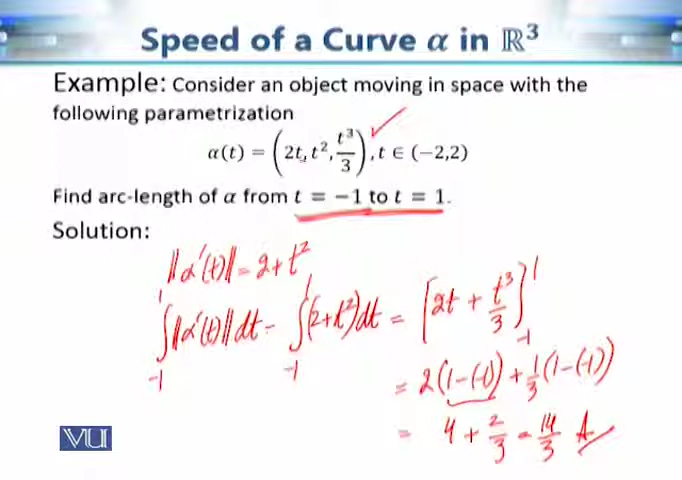 Speed of a Curve α in ℝ³
Example: Consider an object moving in space with the
following parametrization
α(t) = (2t, t², t³/3), t ∈ (−2,2)
Find arc-length of α from t = −1 to t = 1.
Solution:
‖α'(t)‖ = 2 + t²
∫₋₁¹ ‖α'(t)‖ dt = ∫₋₁¹ (2+t²) dt = [2t + t³/3]₋₁¹
= 2(1−(−1)) + 1/3 (1−(−1))
= 4 + 2/3 = 14/3 A
VU